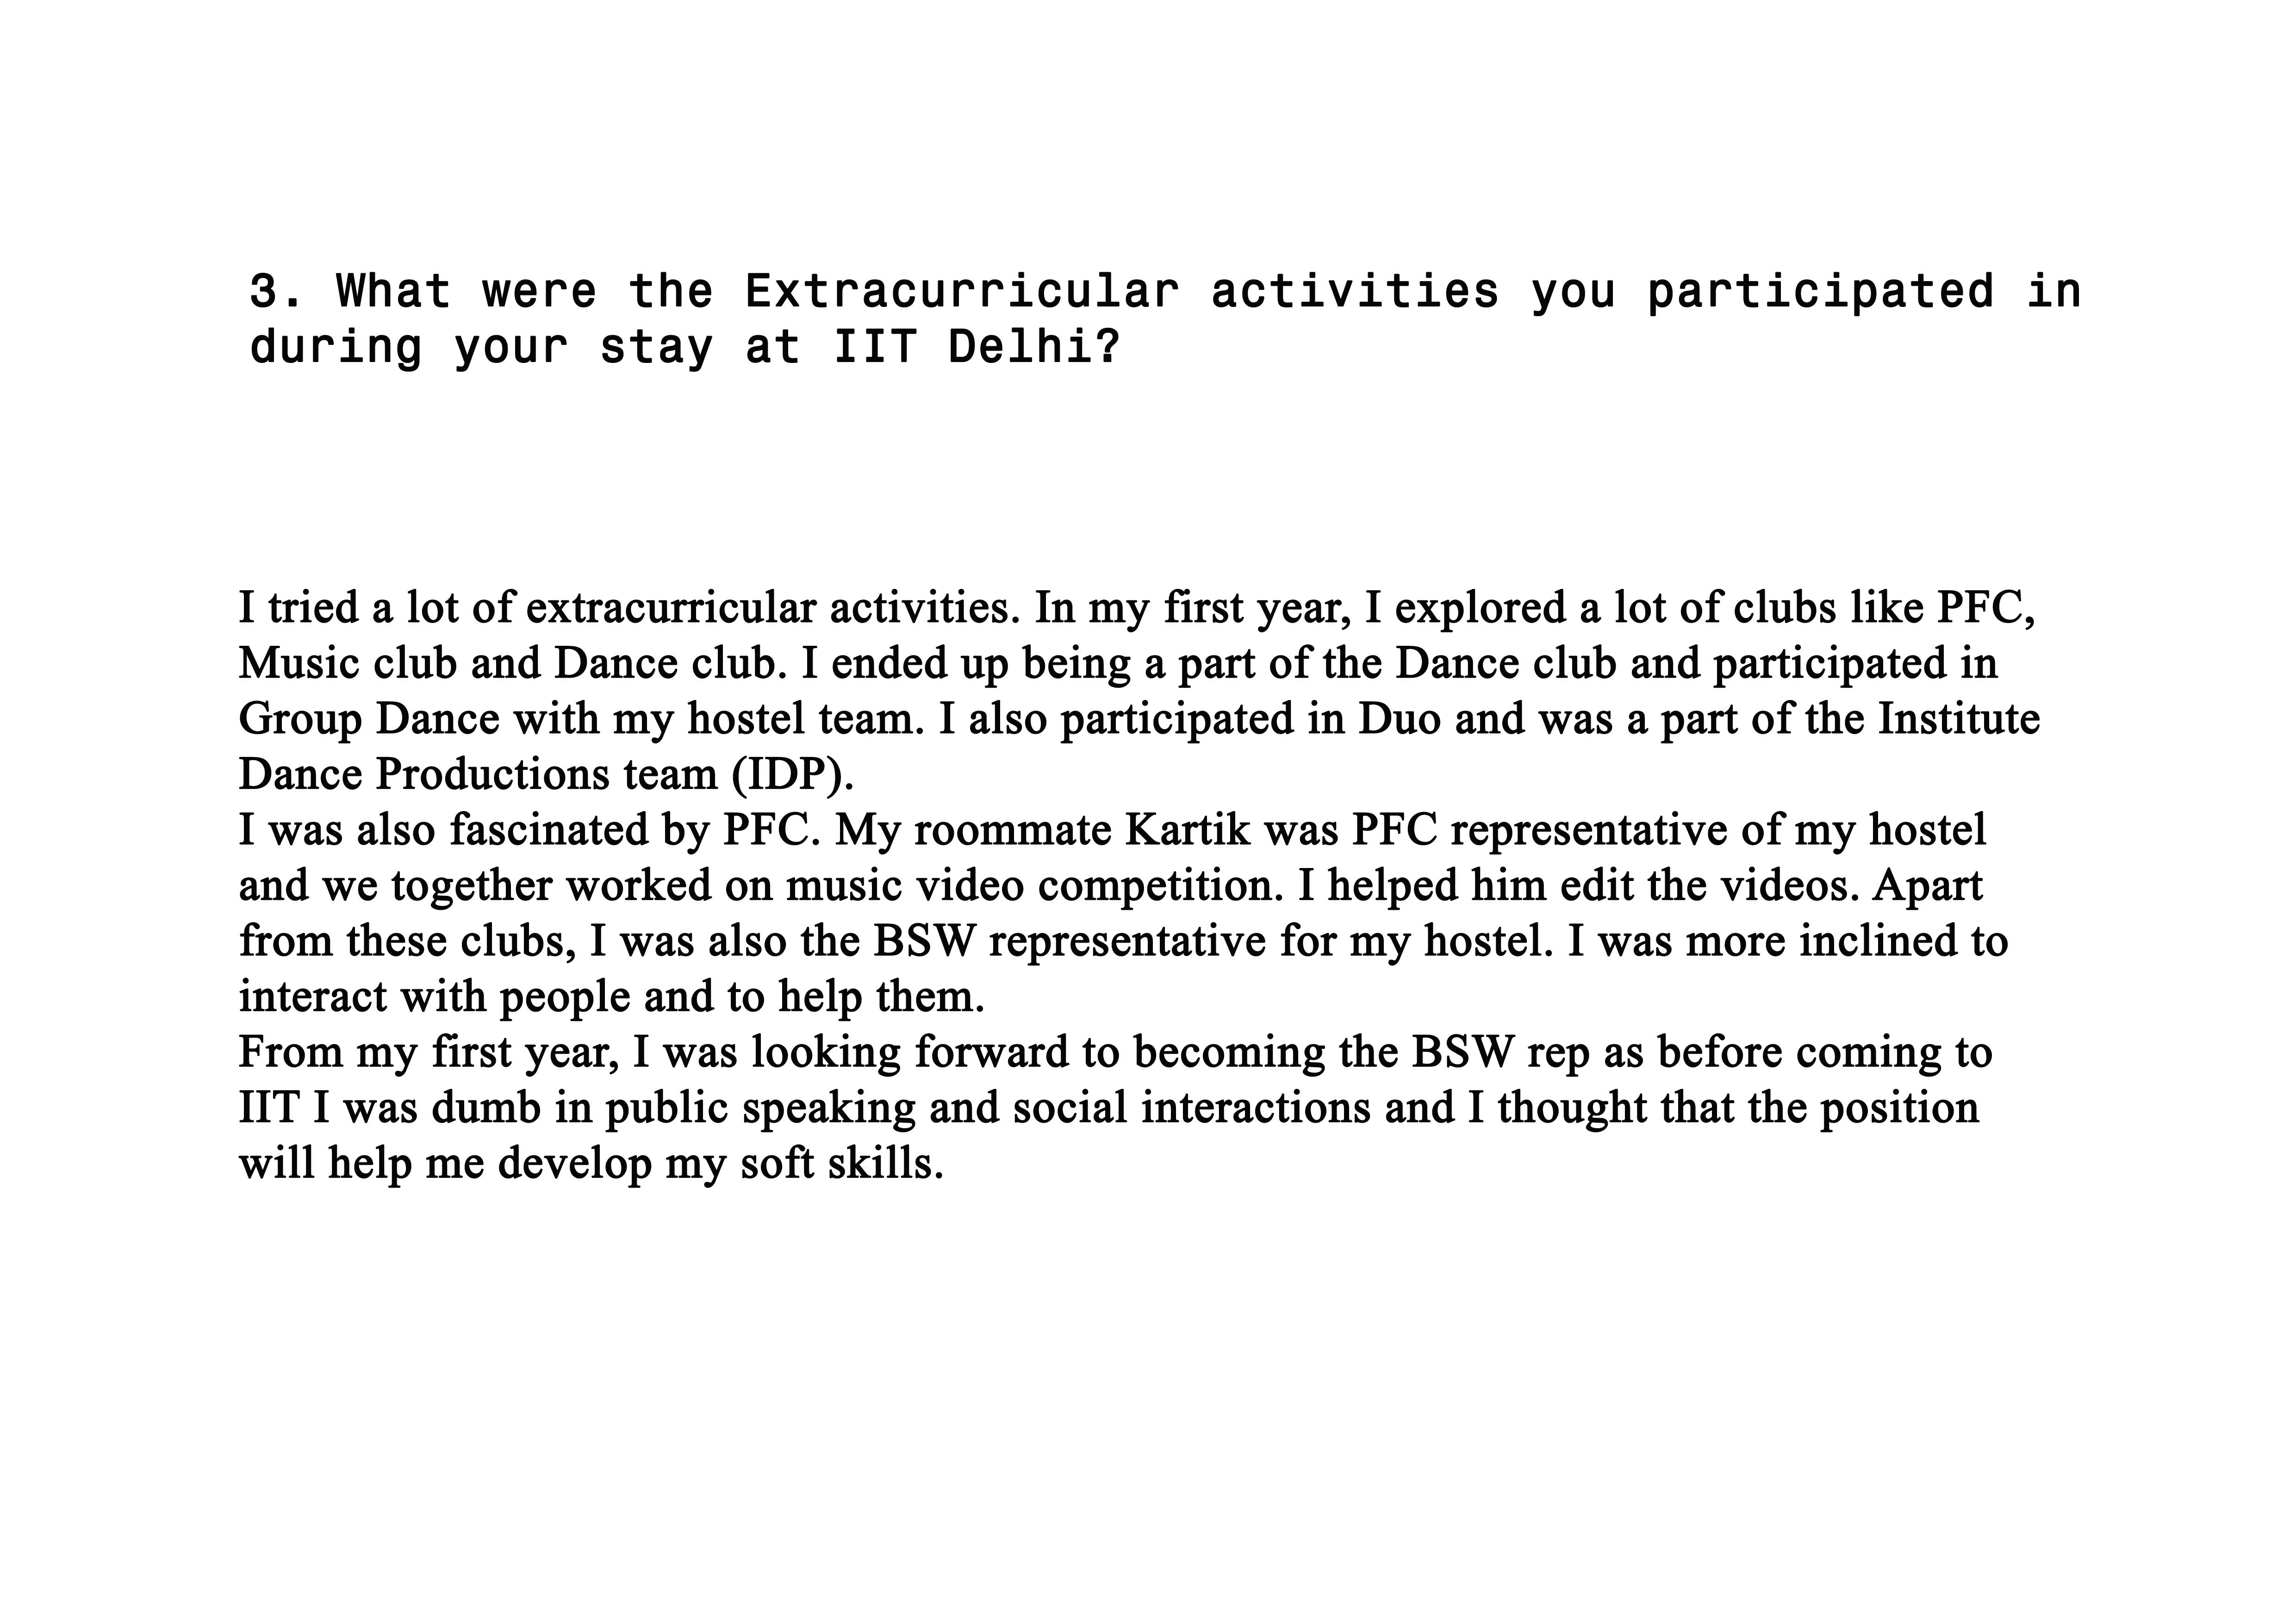 3. What were the Extracurricular activities you participated in
during your stay at IIT Delhi?
I tried a lot of extracurricular activities. In my first year, I explored a lot of clubs like PFC,
Music club and Dance club. I ended up being a part of the Dance club and participated in
Group Dance with my hostel team. I also participated in Duo and was a part of the Institute
Dance Productions team (IDP).
I was also fascinated by PFC. My roommate Kartik was PFC representative of my hostel
and we together worked on music video competition. I helped him edit the videos. Apart
from these clubs, I was also the BSW representative for my hostel. I was more inclined to
interact with people and to help them.
From my first year, I was looking forward to becoming the BSW rep as before coming to
IIT I was dumb in public speaking and social interactions and I thought that the position
will help me develop my soft skills.